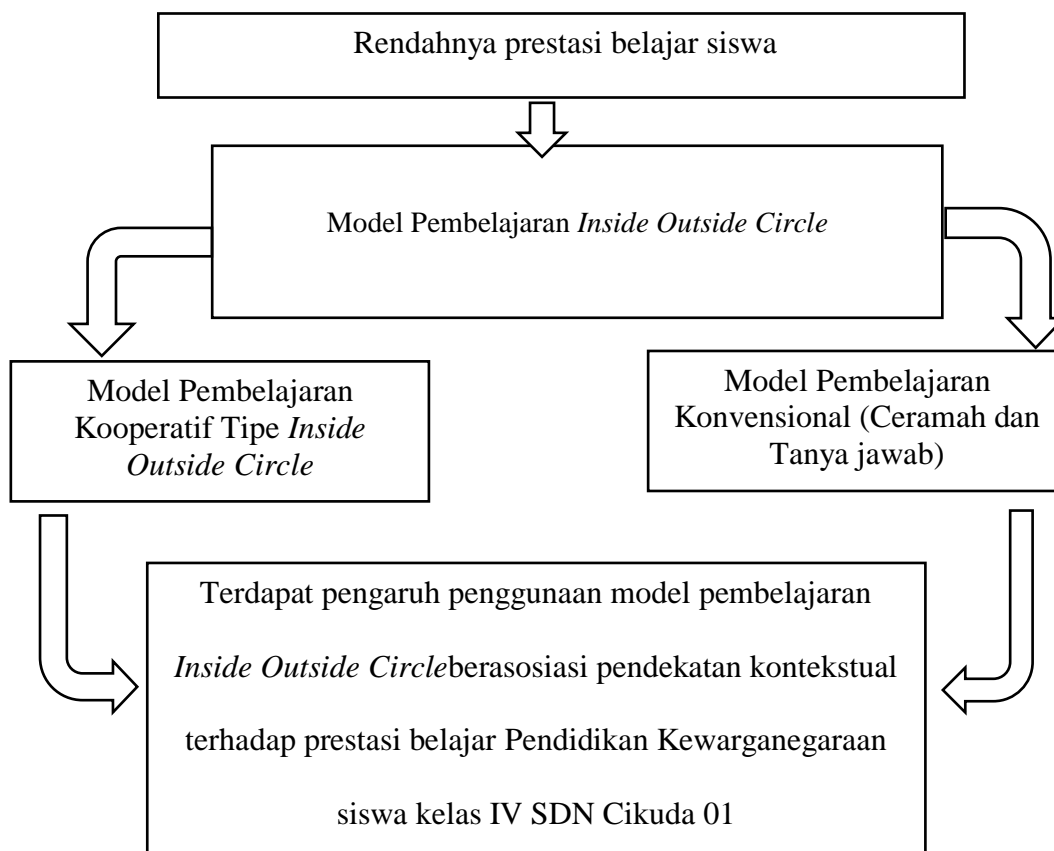 Rendahnya prestasi belajar siswa
Model Pembelajaran Inside Outside Circle
Model Pembelajaran
Kooperatif Tipe Inside
Outside Circle
Model Pembelajaran
Konvensional (Ceramah dan
Tanya jawab)
Terdapat pengaruh penggunaan model pembelajaran
Inside Outside Circleberasosiasi pendekatan kontekstual
terhadap prestasi belajar Pendidikan Kewarganegaraan
siswa kelas IV SDN Cikuda 01